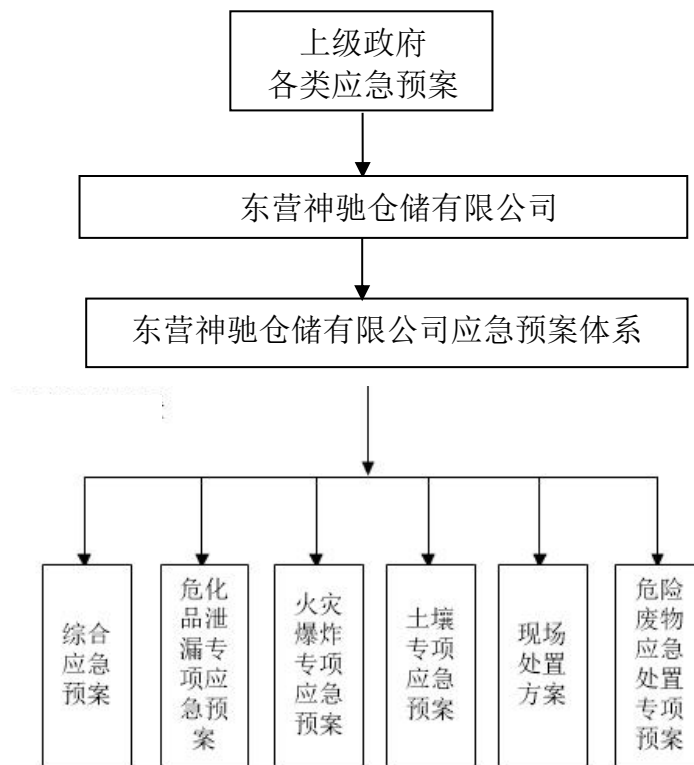 上级政府
各类应急预案
东营神驰仓储有限公司
东营神驰仓储有限公司应急预案体系
综合
应急
预案
危化
品泄
漏专
项应
急预
案
火灾
爆炸
专项
应急
预案
土壤
专项
应急
预案
现场
处置
方案
危险
废物
应急
处置
专项
预案